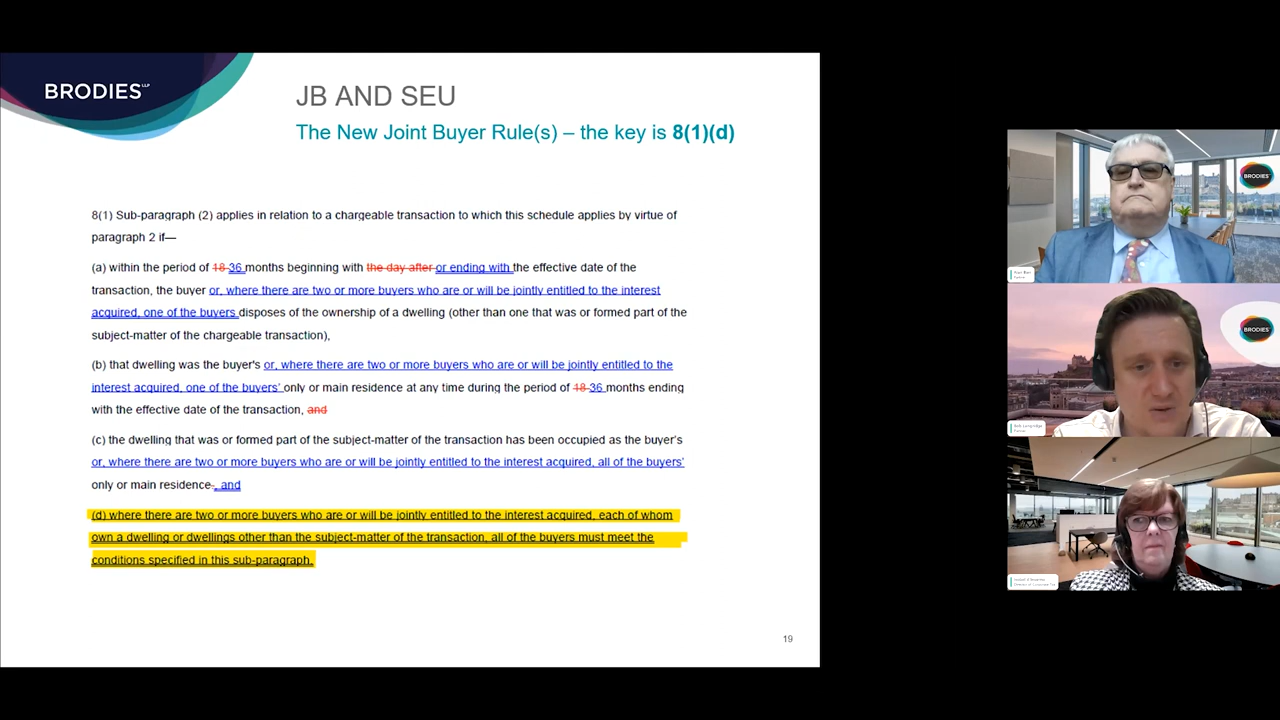 BRODIES LLP
JB AND SEU
The New Joint Buyer Rule(s) – the key is 8(1)(d)
8(1) Sub-paragraph (2) applies in relation to a chargeable transaction to which this schedule applies by virtue of
paragraph 2 if—
(a) within the period of 18 36 months beginning with the day after or ending with the effective date of the
transaction, the buyer or, where there are two or more buyers who are or will be jointly entitled to the interest
acquired, one of the buyers disposes of the ownership of a dwelling (other than one that was or formed part of the
subject-matter of the chargeable transaction),
(b) that dwelling was the buyer's or, where there are two or more buyers who are or will be jointly entitled to the
interest acquired, one of the buyers' only or main residence at any time during the period of 18 36 months ending
with the effective date of the transaction, and
(c) the dwelling that was or formed part of the subject-matter of the transaction has been occupied as the buyer's
or, where there are two or more buyers who are or will be jointly entitled to the interest acquired, all of the buyers'
only or main residence , and
(d) where there are two or more buyers who are or will be jointly entitled to the interest acquired, each of whom
own a dwelling or dwellings other than the subject-matter of the transaction, all of the buyers must meet the
conditions specified in this sub-paragraph.
19
BRODIES
BRODIES
Partner